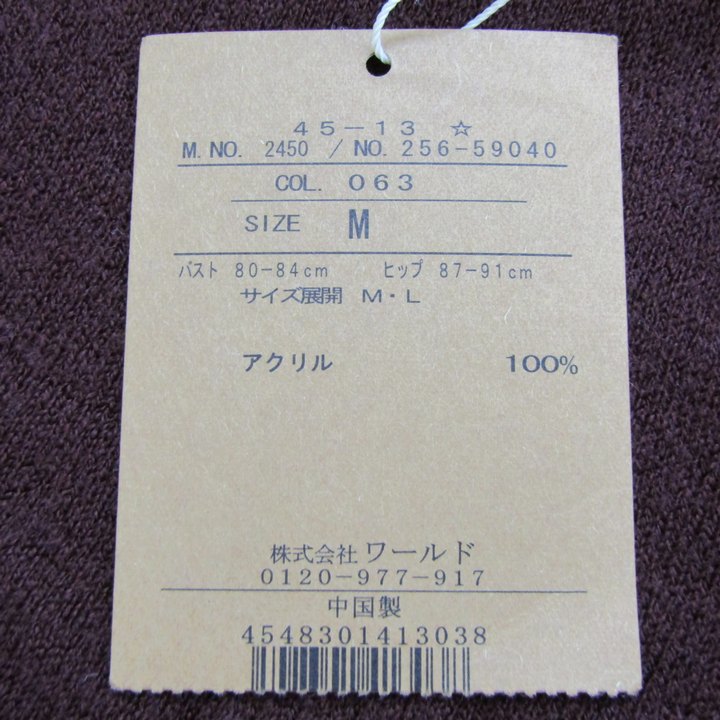 45-13 ☆
M.NO. 2450 / NO. 256-59040
COL. 063
SIZE M
バスト 80-84cm ヒップ 87-91cm
サイズ展開 M・L
アクリル 100%
株式会社 ワールド
0120-977-917
中国製
4548301413038